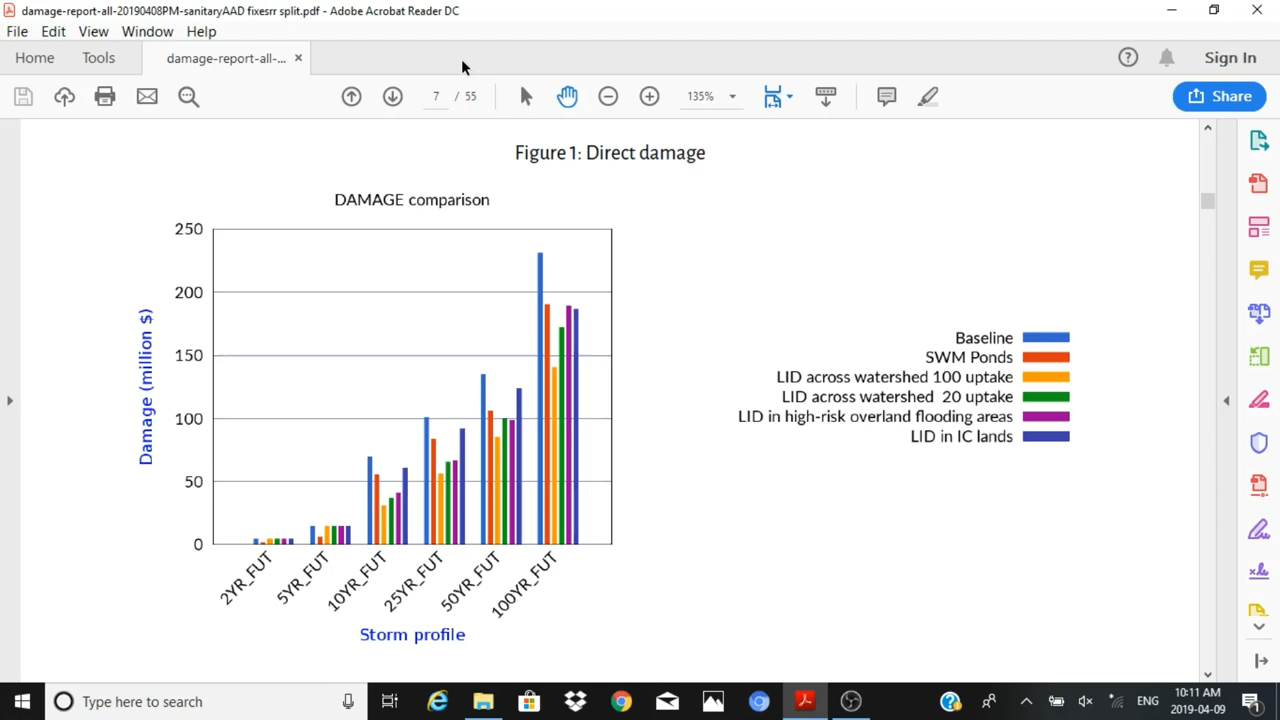 damage-report-all-20190408PM-sanitaryAAD fixesrr split.pdf - Adobe Acrobat Reader DC
File Edit View Window Help
Home Tools damage-report-all-... × Sign In
7 / 55 135% Share
Figure 1: Direct damage
DAMAGE comparison
250
200
150
100
50
0
Damage (million $)
2YR_FUT 5YR_FUT 10YR_FUT 25YR_FUT 50YR_FUT 100YR_FUT
Storm profile
Baseline
SWM Ponds
LID across watershed 100 uptake
LID across watershed 20 uptake
LID in high-risk overland flooding areas
LID in IC lands
Type here to search
ENG
10:11 AM
2019-04-09
1